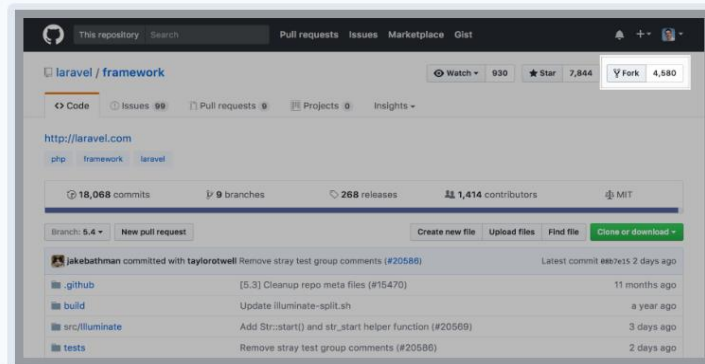 This repository Search Pull requests Issues Marketplace Gist
laravel / framework Watch 930 Star 7,844 Fork 4,580
Code Issues 99 Pull requests 9 Projects 0 Insights
http://laravel.com
php framework laravel
18,068 commits 9 branches 268 releases 1,414 contributors MIT
Branch: 5.4 New pull request Create new file Upload files Find file Clone or download
jakebathman committed with taylorotwell Remove stray test group comments (#20586) Latest commit 08b7e15 2 days ago
.github [5.3] Cleanup repo meta files (#15470) 11 months ago
build Update illuminate-split.sh a year ago
src/Illuminate Add Str::start() and str_start helper function (#20569) 3 days ago
tests Remove stray test group comments (#20586) 2 days ago